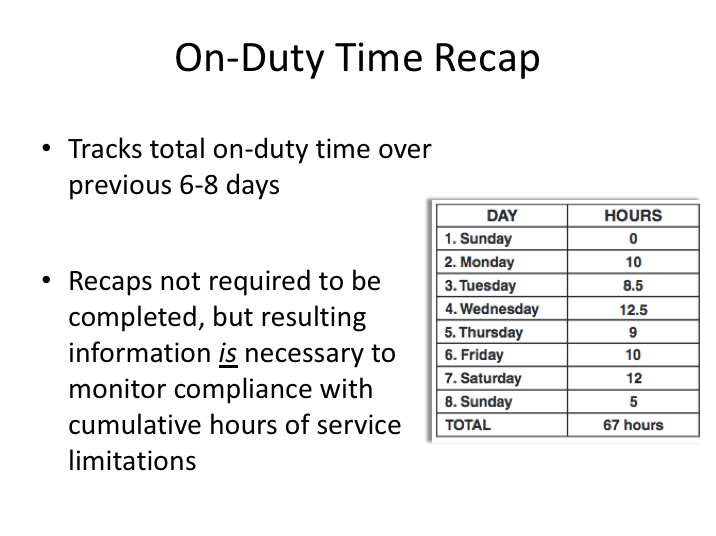 On-Duty Time Recap
• Tracks total on-duty time over
previous 6-8 days
• Recaps not required to be
completed, but resulting
information is necessary to
monitor compliance with
cumulative hours of service
limitations
DAY HOURS
1. Sunday 0
2. Monday 10
3. Tuesday 8.5
4. Wednesday 12.5
5. Thursday 9
6. Friday 10
7. Saturday 12
8. Sunday 5
TOTAL 67 hours